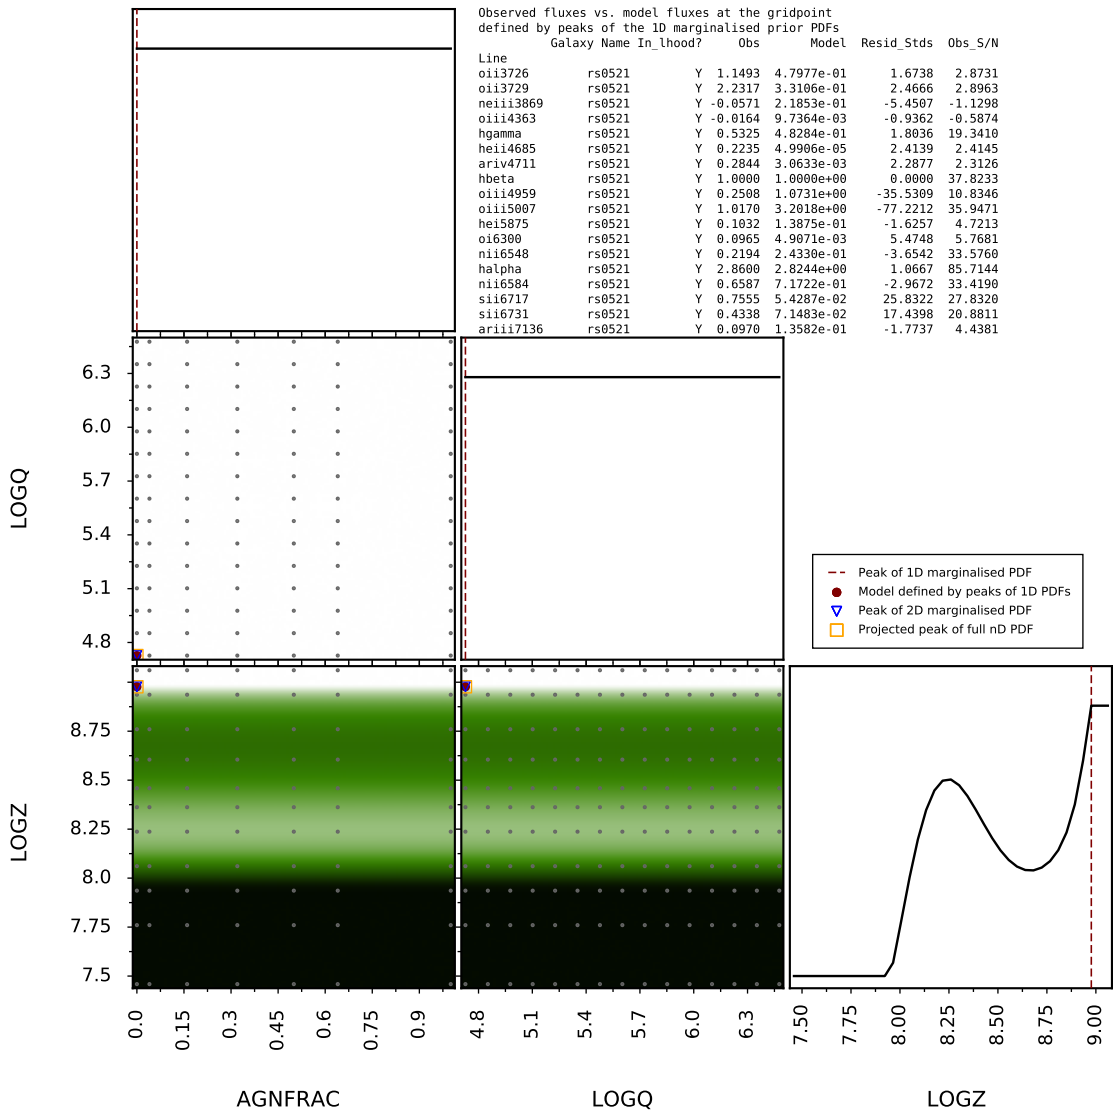 Observed fluxes vs. model fluxes at the gridpoint
defined by peaks of the 1D marginalised prior PDFs
Galaxy Name In_lhood? Obs Model Resid_Stds Obs_S/N
Line
oii3726 rs0521 Y 1.1493 4.7977e-01 1.6738 2.8731
oii3729 rs0521 Y 2.2317 3.3106e-01 2.4666 2.8963
neiii3869 rs0521 Y -0.0571 2.1853e-01 -5.4507 -1.1298
oiii4363 rs0521 Y -0.0164 9.7364e-03 -0.9362 -0.5874
hgamma rs0521 Y 0.5325 4.8284e-01 1.8036 19.3410
heii4685 rs0521 Y 0.2235 4.9906e-05 2.4139 2.4145
ariv4711 rs0521 Y 0.2844 3.0633e-03 2.2877 2.3126
hbeta rs0521 Y 1.0000 1.0000e+00 0.0000 37.8233
oiii4959 rs0521 Y 0.2508 1.0731e+00 -35.5309 10.8346
oiii5007 rs0521 Y 1.0170 3.2018e+00 -77.2212 35.9471
hei5875 rs0521 Y 0.1032 1.3875e-01 -1.6257 4.7213
oi6300 rs0521 Y 0.0965 4.9071e-03 5.4748 5.7681
nii6548 rs0521 Y 0.2194 2.4330e-01 -3.6542 33.5760
halpha rs0521 Y 2.8600 2.8244e+00 1.0667 85.7144
nii6584 rs0521 Y 0.6587 7.1722e-01 -2.9672 33.4190
sii6717 rs0521 Y 0.7555 5.4287e-02 25.8322 27.8320
sii6731 rs0521 Y 0.4338 7.1483e-02 17.4398 20.8811
ariii7136 rs0521 Y 0.0970 1.3582e-01 -1.7737 4.4381
6.3
6.0
5.7
5.4
5.1
4.8
LOGQ
Peak of 1D marginalised PDF
Model defined by peaks of 1D PDFs
Peak of 2D marginalised PDF
Projected peak of full nD PDF
8.75
8.5
8.25
8.0
7.75
7.5
LOGZ
0.0 0.15 0.3 0.45 0.6 0.75 0.9
4.8 5.1 5.4 5.7 6.0 6.3
7.50 7.75 8.00 8.25 8.50 8.75 9.00
AGNFRAC LOGQ LOGZ